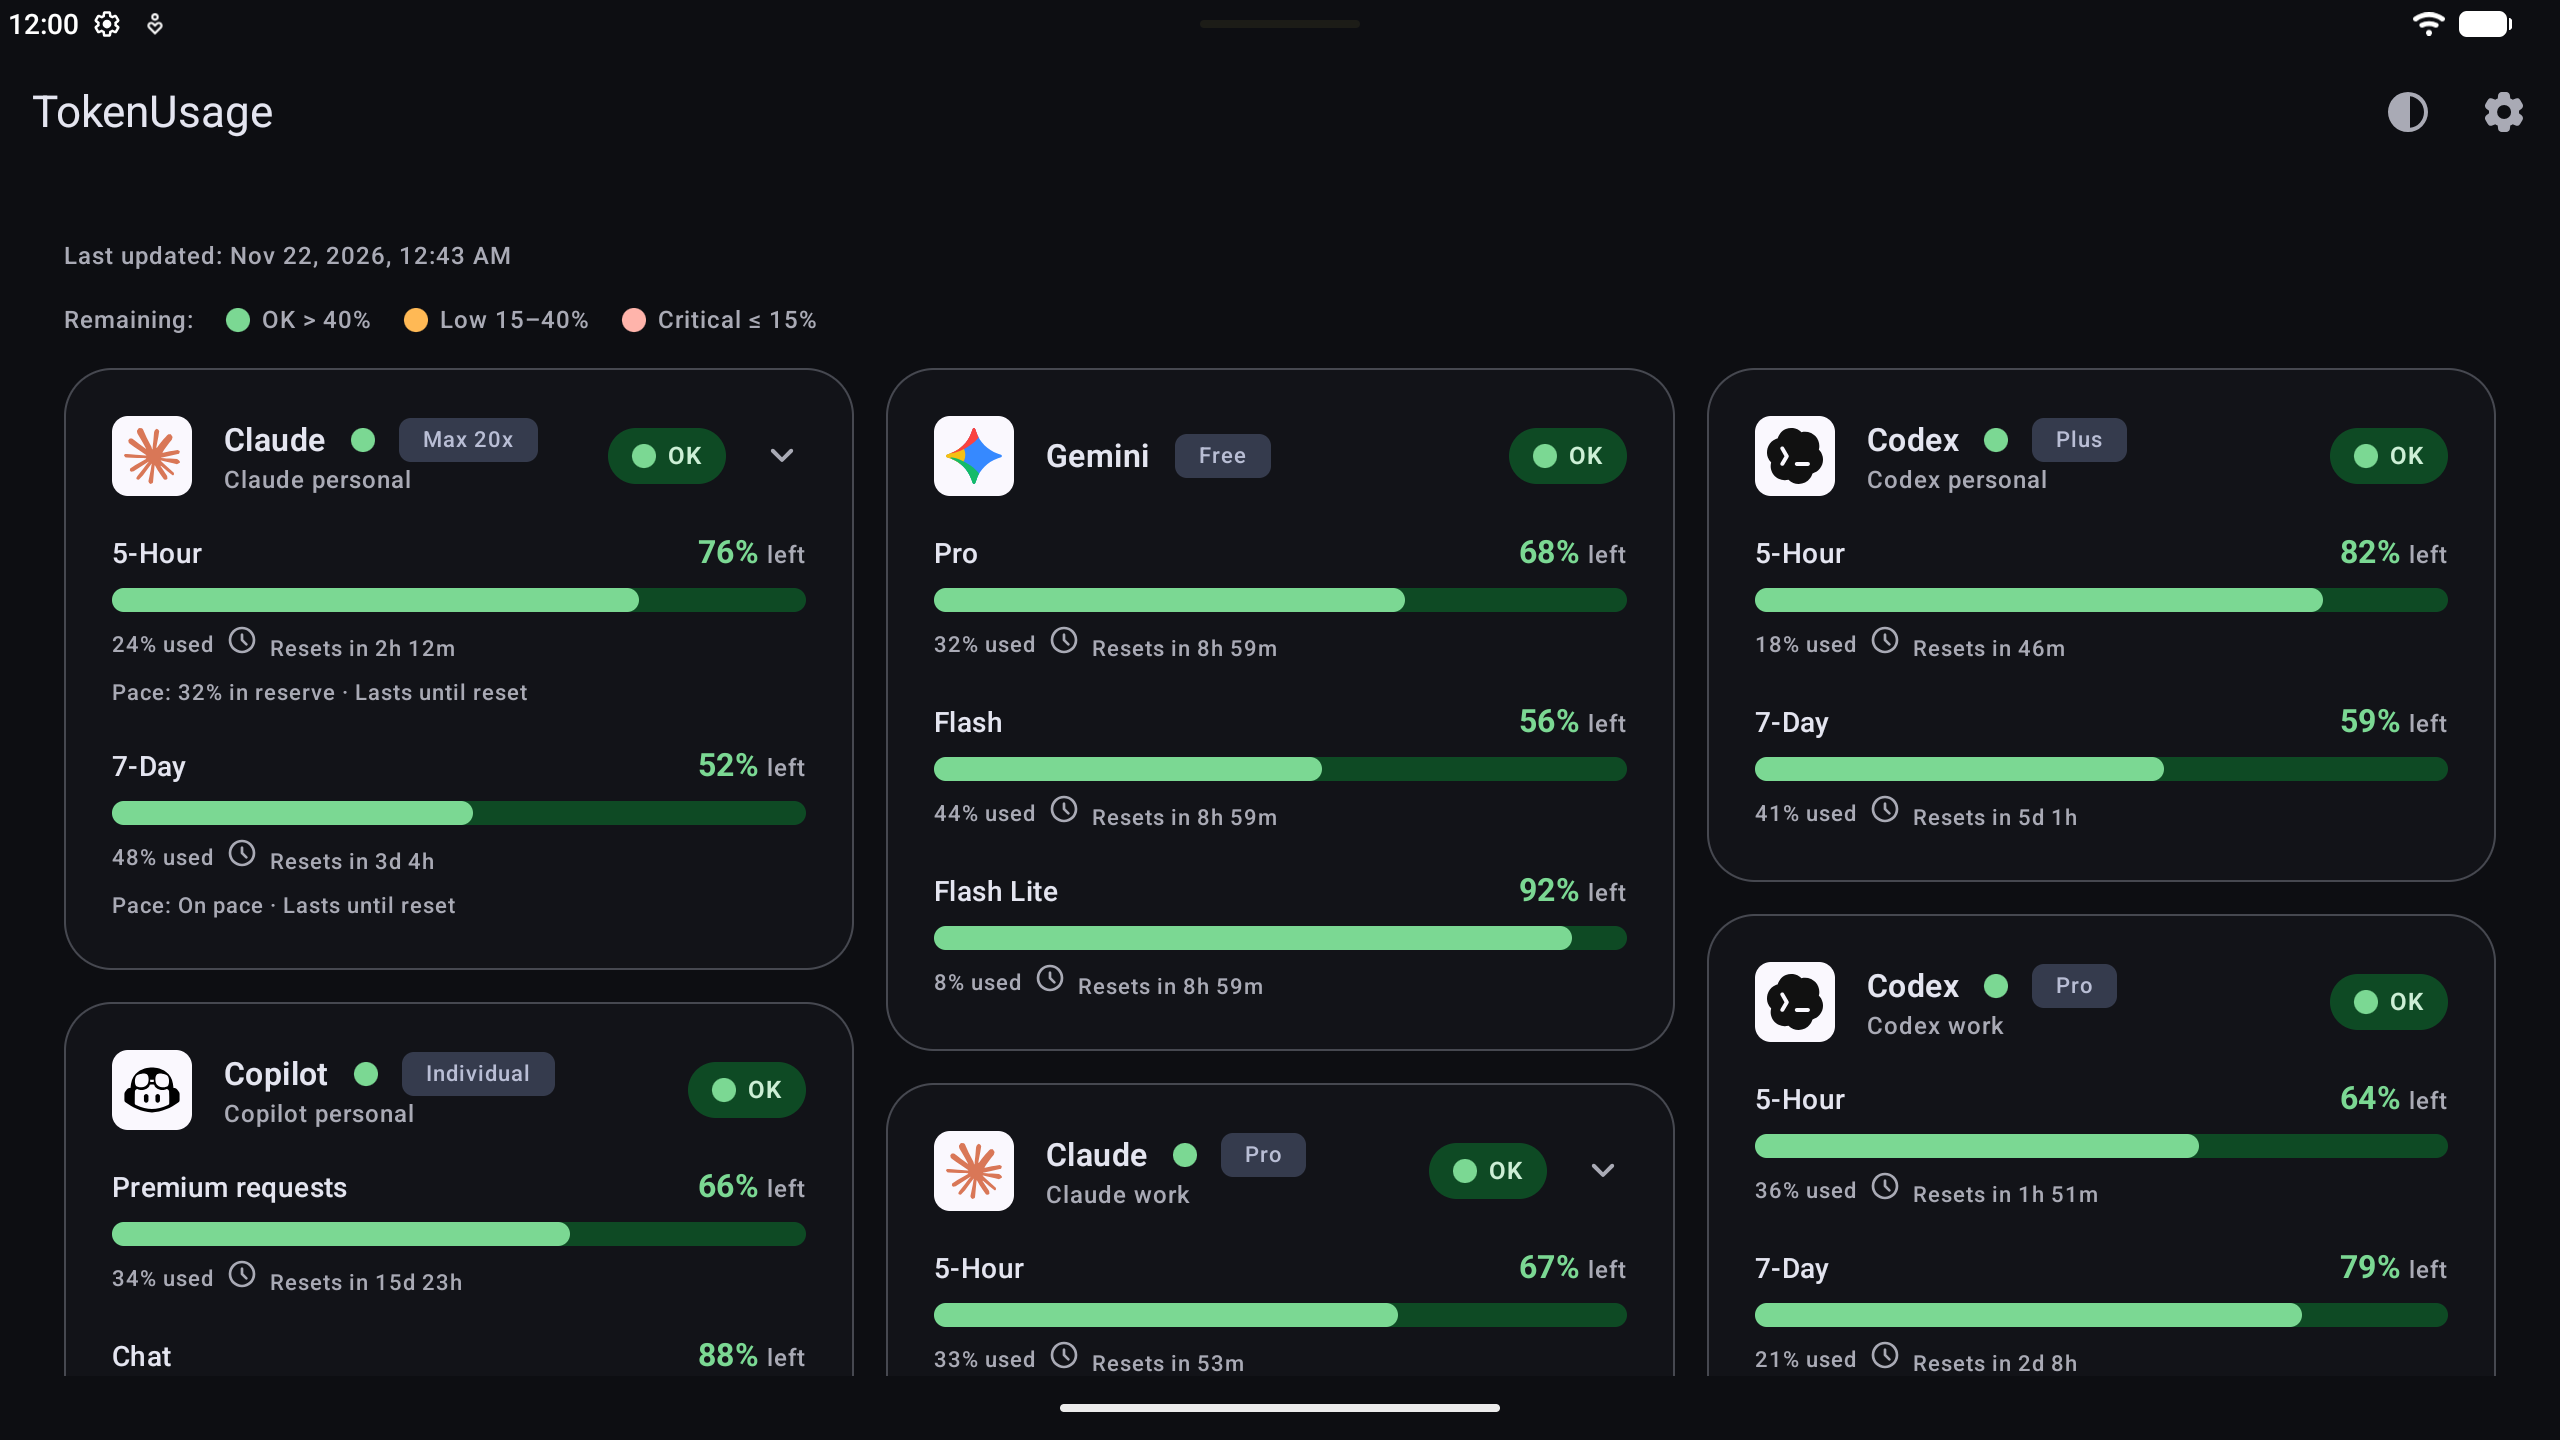 12:00
TokenUsage
Last updated: Nov 22, 2026, 12:43 AM
Remaining: OK > 40% Low 15–40% Critical ≤ 15%
Claude Max 20x OK
Claude personal
5-Hour 76% left
24% used Resets in 2h 12m
Pace: 32% in reserve · Lasts until reset
7-Day 52% left
48% used Resets in 3d 4h
Pace: On pace · Lasts until reset
Copilot Individual OK
Copilot personal
Premium requests 66% left
34% used Resets in 15d 23h
Chat 88% left
Gemini Free OK
Pro 68% left
32% used Resets in 8h 59m
Flash 56% left
44% used Resets in 8h 59m
Flash Lite 92% left
8% used Resets in 8h 59m
Claude Pro OK
Claude work
5-Hour 67% left
33% used Resets in 53m
Codex Plus OK
Codex personal
5-Hour 82% left
18% used Resets in 46m
7-Day 59% left
41% used Resets in 5d 1h
Codex Pro OK
Codex work
5-Hour 64% left
36% used Resets in 1h 51m
7-Day 79% left
21% used Resets in 2d 8h